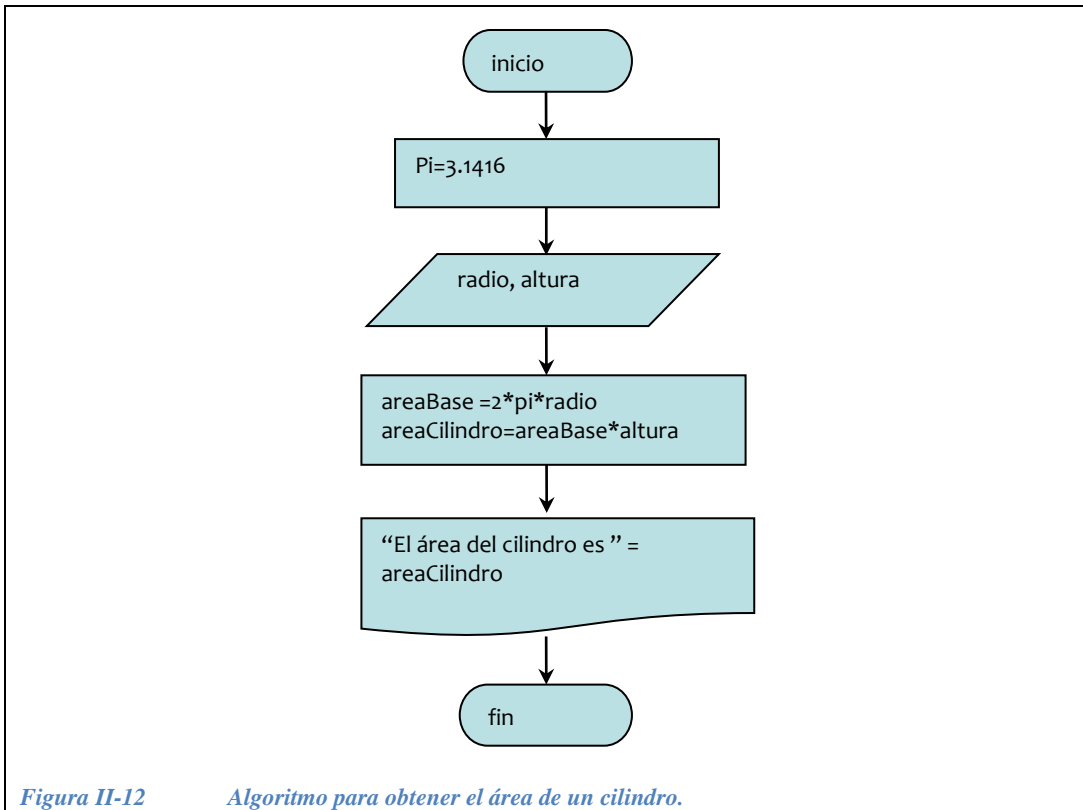 inicio
Pi=3.1416
radio, altura
areaBase =2*pi*radio
areaCilindro=areaBase*altura
“El área del cilindro es ” =
areaCilindro
fin
Figura II-12 Algoritmo para obtener el área de un cilindro.